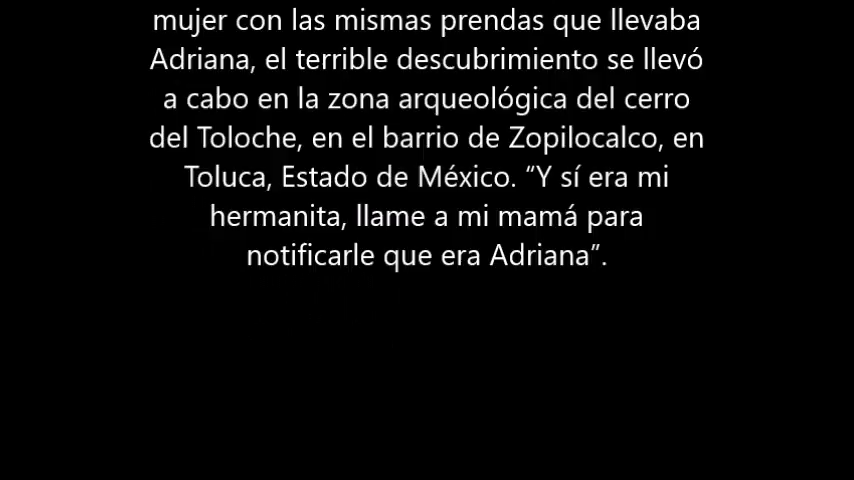 mujer con las mismas prendas que llevaba
Adriana, el terrible descubrimiento se llevó
a cabo en la zona arqueológica del cerro
del Toloche, en el barrio de Zopilocalco, en
Toluca, Estado de México. “Y sí era mi
hermanita, llame a mi mamá para
notificarle que era Adriana”.